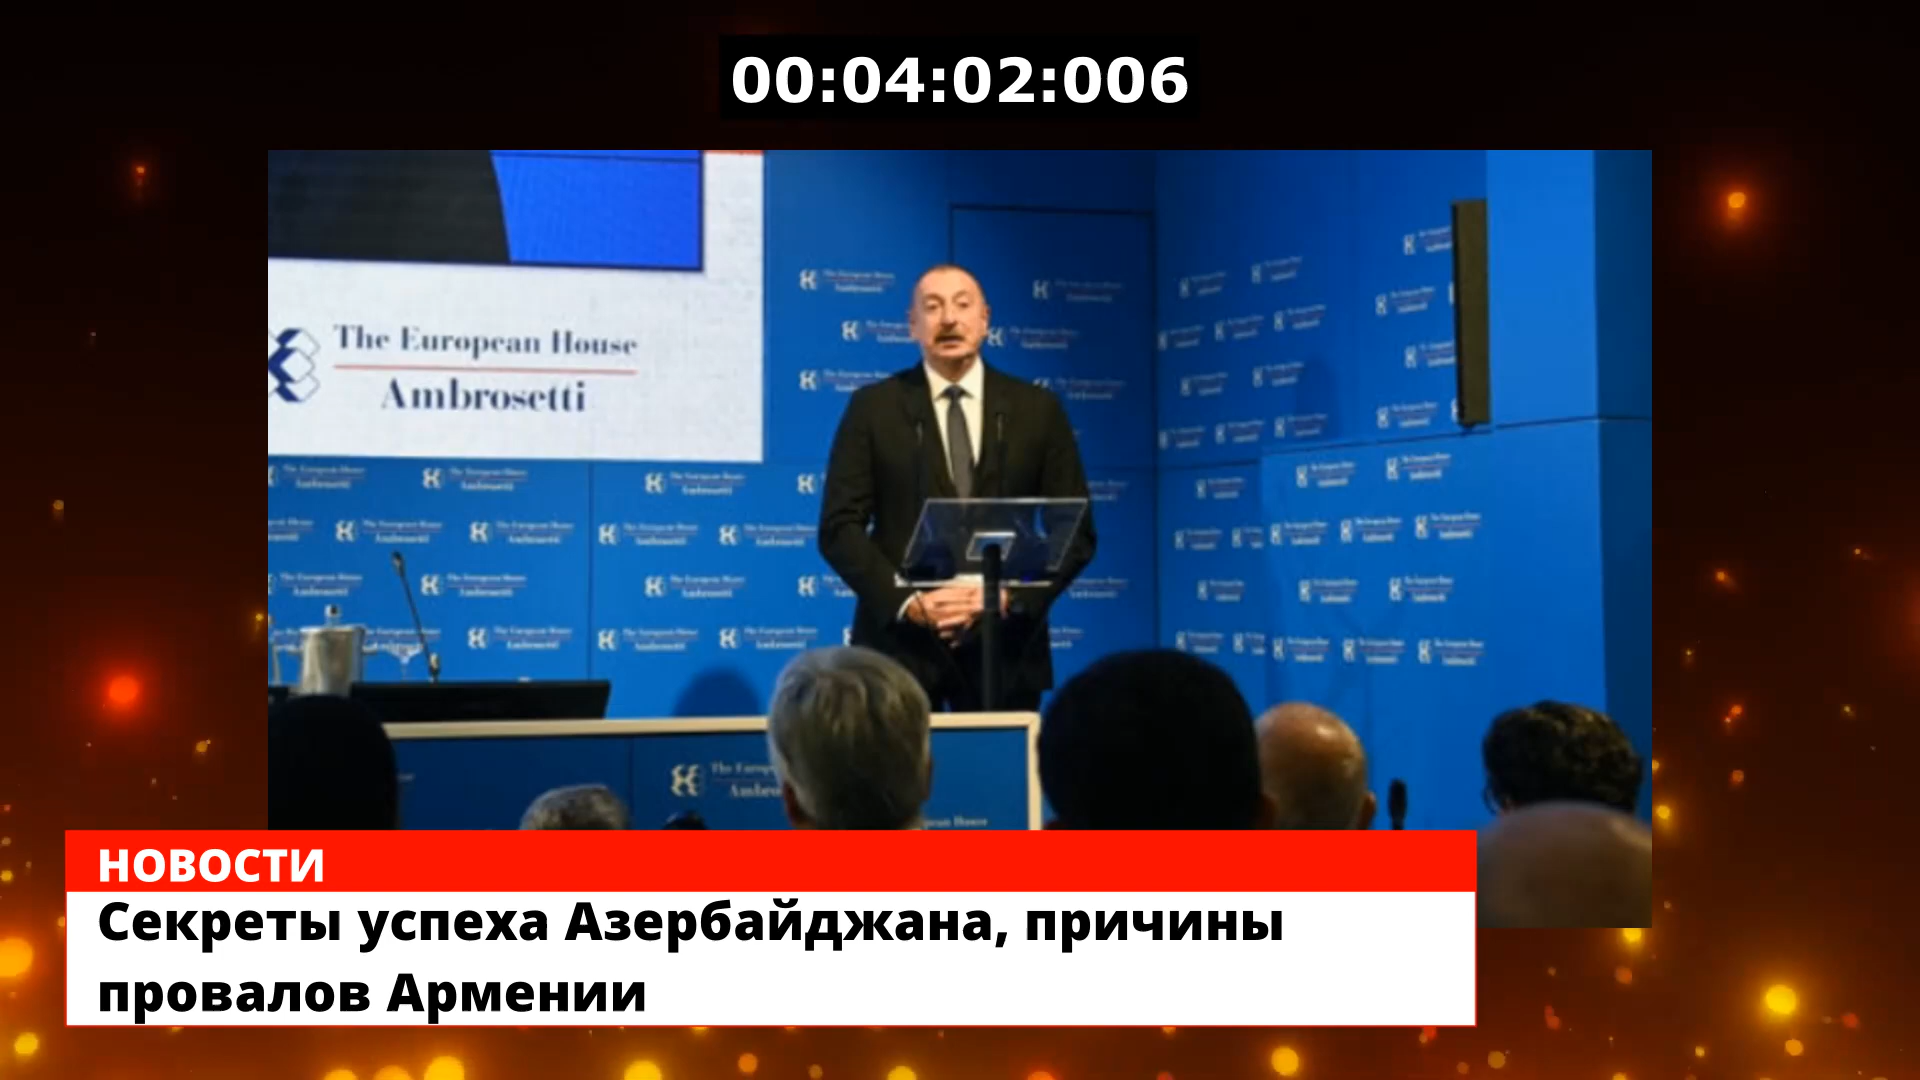 00:04:02:006
The European House
Ambrosetti
НОВОСТИ
Секреты успеха Азербайджана, причины
провалов Армении